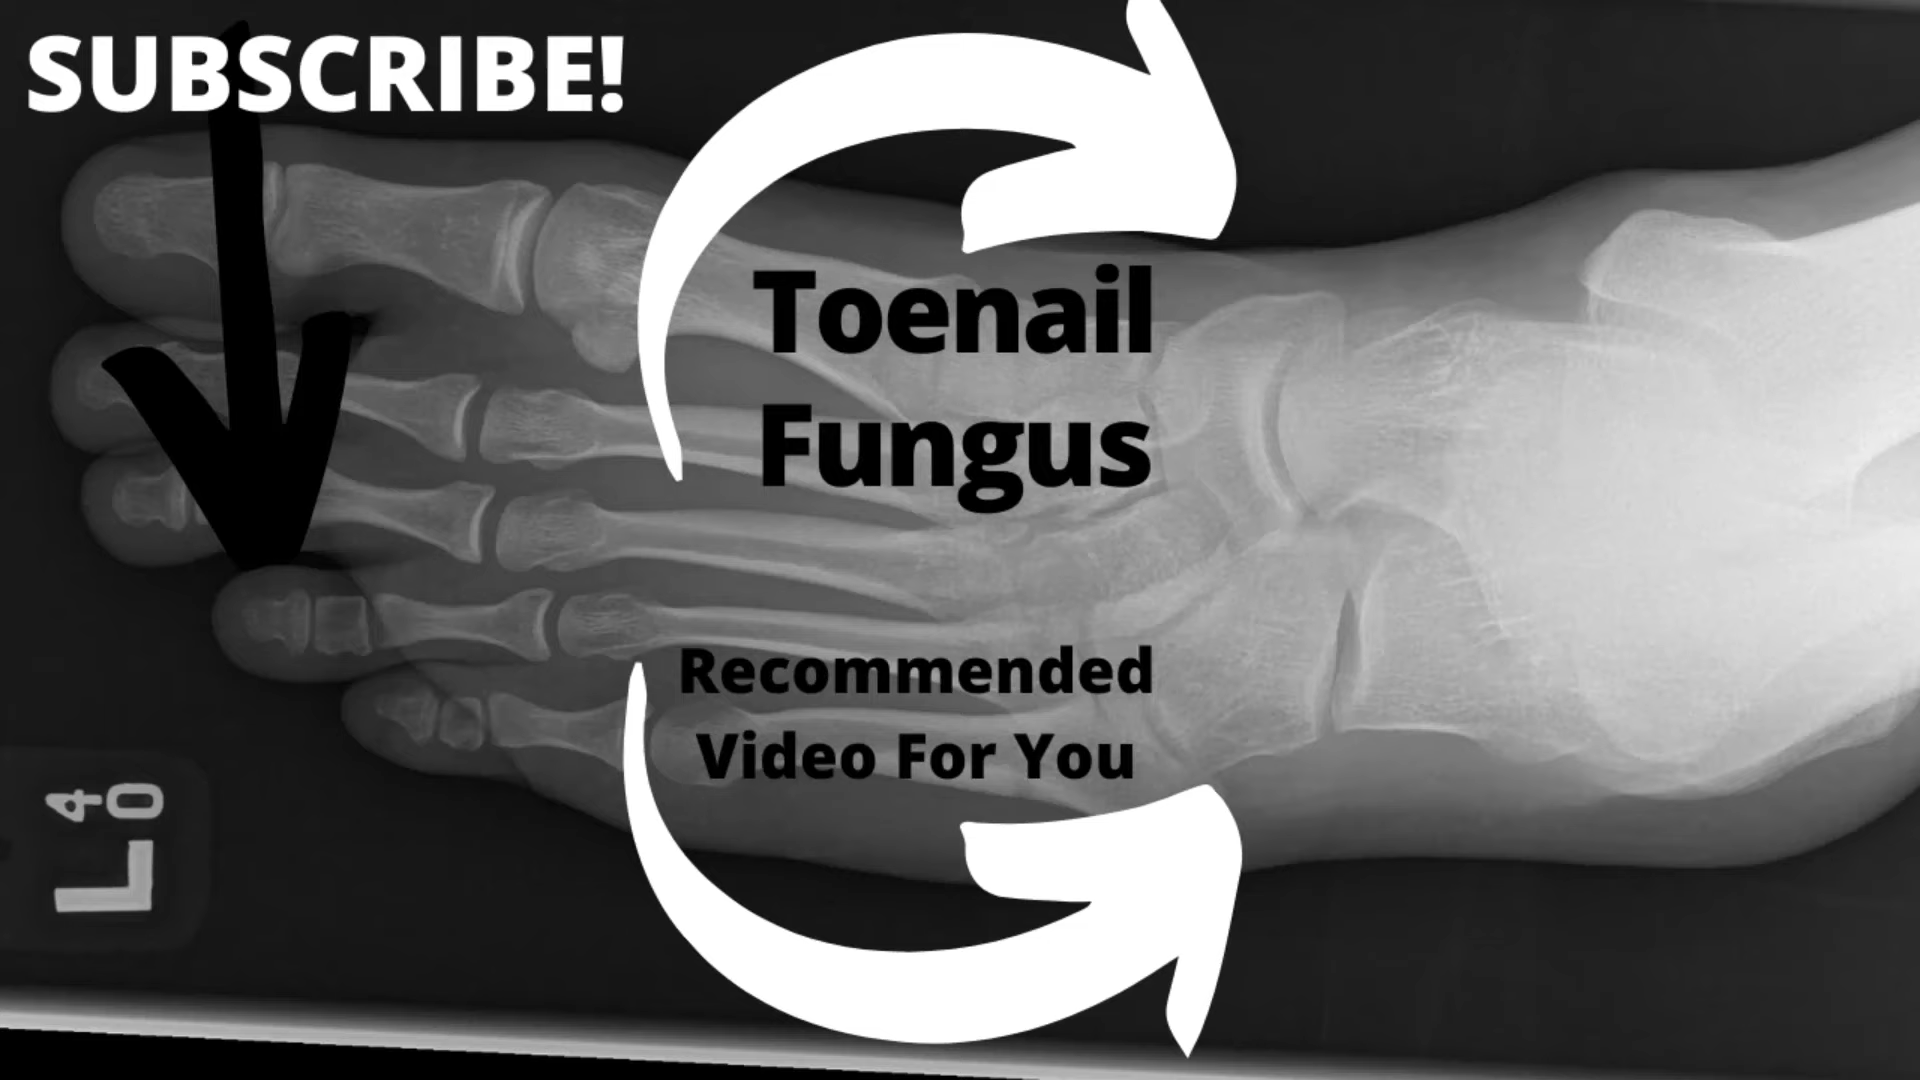 SUBSCRIBE!
Toenail
Fungus
Recommended
Video For You
L
40